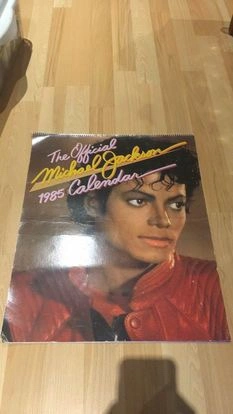 The Official
Michael Jackson
1985 Calendar